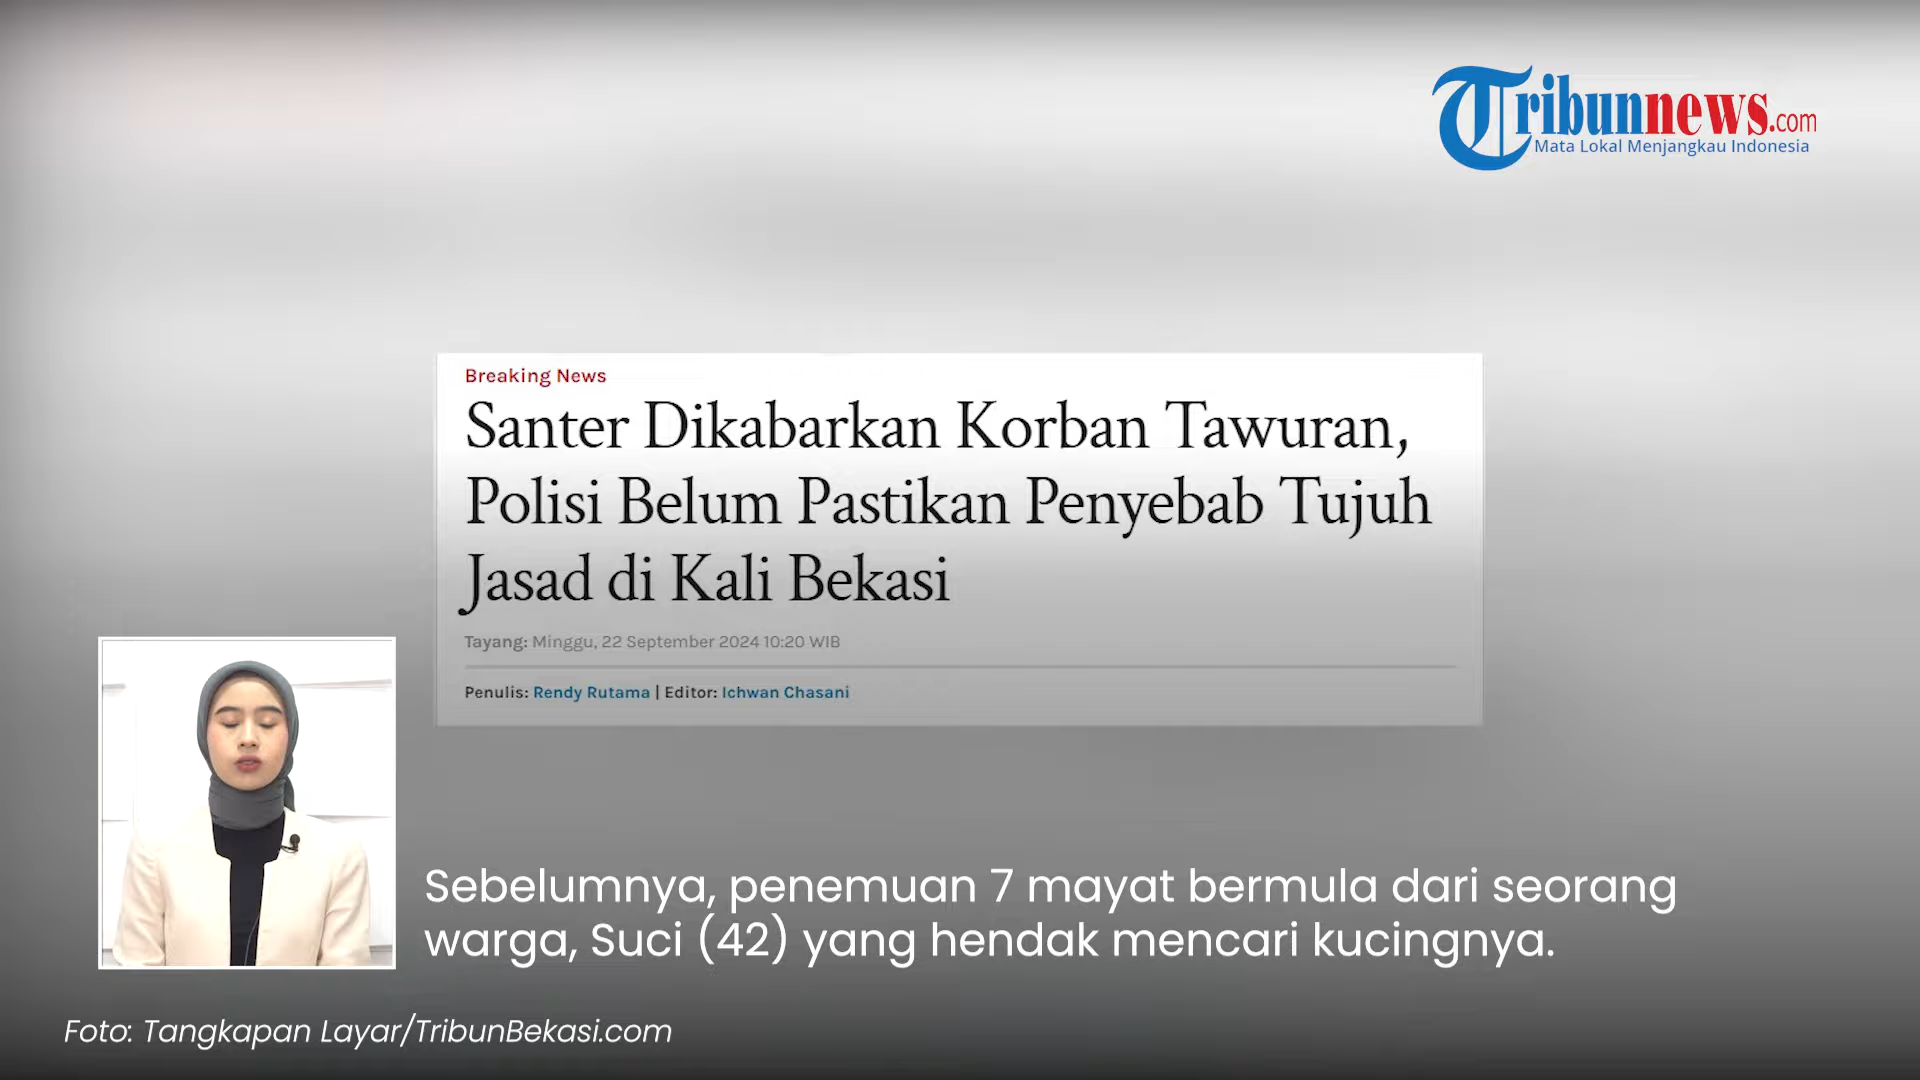 Tribunnews.com
Mata Lokal Menjangkau Indonesia
Breaking News
Santer Dikabarkan Korban Tawuran,
Polisi Belum Pastikan Penyebab Tujuh
Jasad di Kali Bekasi
Tayang: Minggu, 22 September 2024 10:20 WIB
Penulis: Rendy Rutama | Editor: Ichwan Chasani
Sebelumnya, penemuan 7 mayat bermula dari seorang
warga, Suci (42) yang hendak mencari kucingnya.
Foto: Tangkapan Layar/TribunBekasi.com